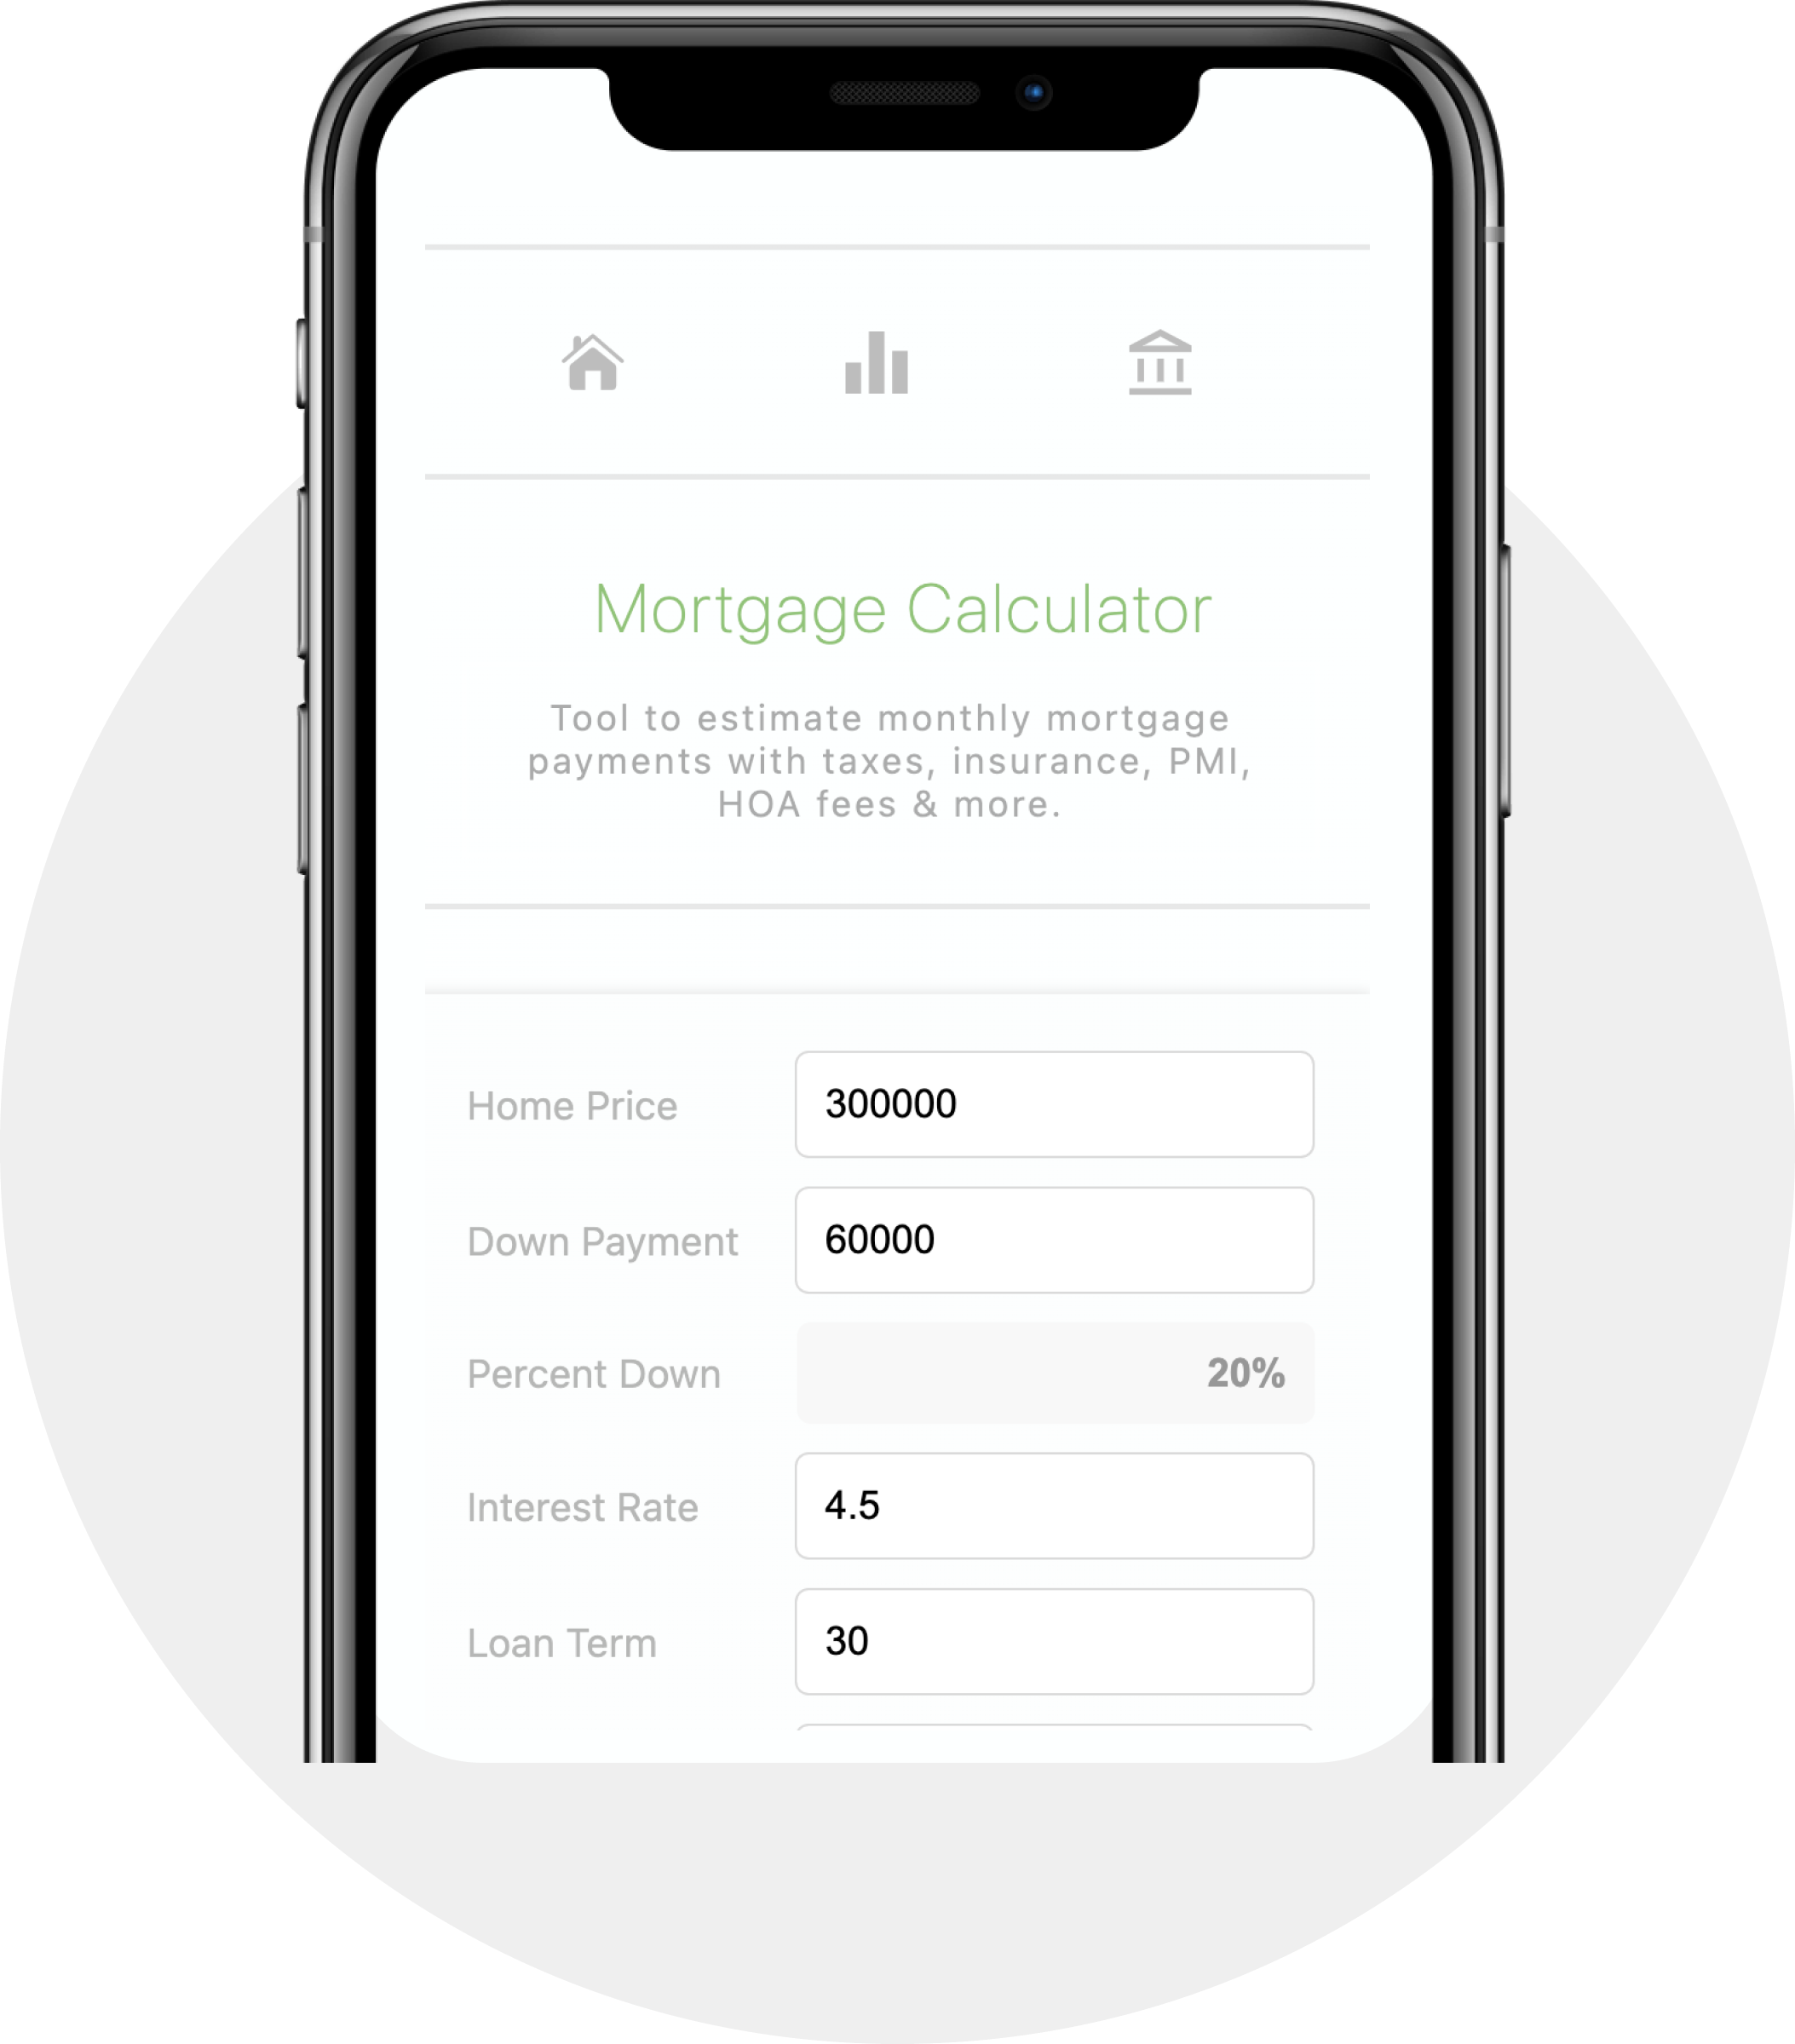 Mortgage Calculator
Tool to estimate monthly mortgage
payments with taxes, insurance, PMI,
HOA fees & more.
Home Price 300000
Down Payment 60000
Percent Down 20%
Interest Rate 4.5
Loan Term 30